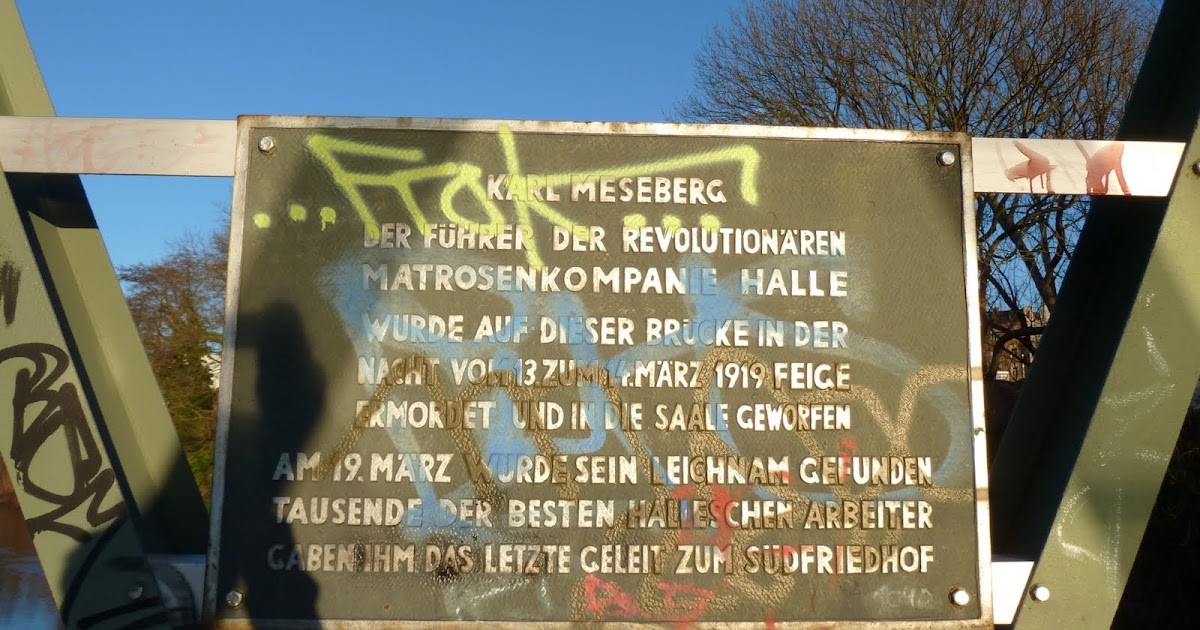 KARL MESEBERG
DER FÜHRER DER REVOLUTIONÄREN
MATROSENKOMPANIE HALLE
WURDE AUF DIESER BRÜCKE IN DER
NACHT VOM 13. ZUM 14. MÄRZ 1919 FEIGE
ERMORDET UND IN DIE SAALE GEWORFEN
AM 19. MÄRZ WURDE SEIN LEICHNAM GEFUNDEN
TAUSENDE DER BESTEN HALLESCHEN ARBEITER
GABEN IHM DAS LETZTE GELEIT ZUM SÜDFRIEDHOF